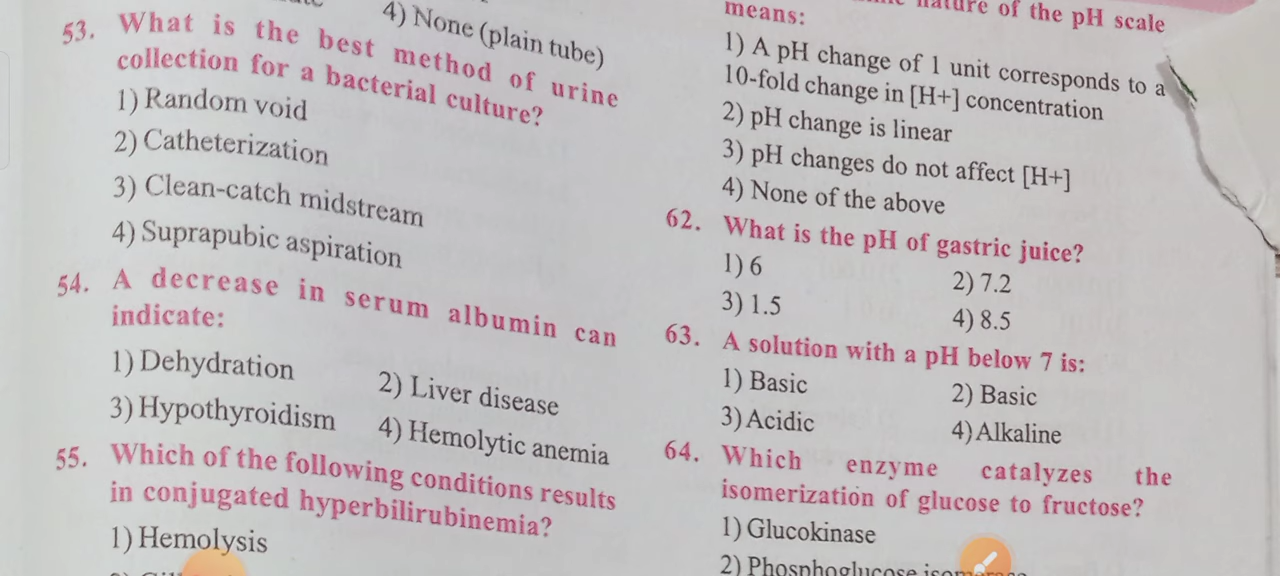 4) None (plain tube)
53. What is the best method of urine
collection for a bacterial culture?
1) Random void
2) Catheterization
3) Clean-catch midstream
4) Suprapubic aspiration
54. A decrease in serum albumin can
indicate:
1) Dehydration 2) Liver disease
3) Hypothyroidism 4) Hemolytic anemia
55. Which of the following conditions results
in conjugated hyperbilirubinemia?
1) Hemolysis
nature of the pH scale
means:
1) A pH change of 1 unit corresponds to a
10-fold change in [H+] concentration
2) pH change is linear
3) pH changes do not affect [H+]
4) None of the above
62. What is the pH of gastric juice?
1) 6 2) 7.2
3) 1.5 4) 8.5
63. A solution with a pH below 7 is:
1) Basic 2) Basic
3) Acidic 4) Alkaline
64. Which enzyme catalyzes the
isomerization of glucose to fructose?
1) Glucokinase
2) Phosphoglucose